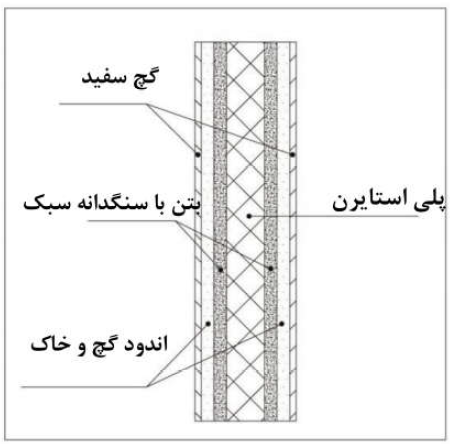 گچ سفید
پلی استایرن
بتن با سنگدانه سبک
اندود گچ و خاک